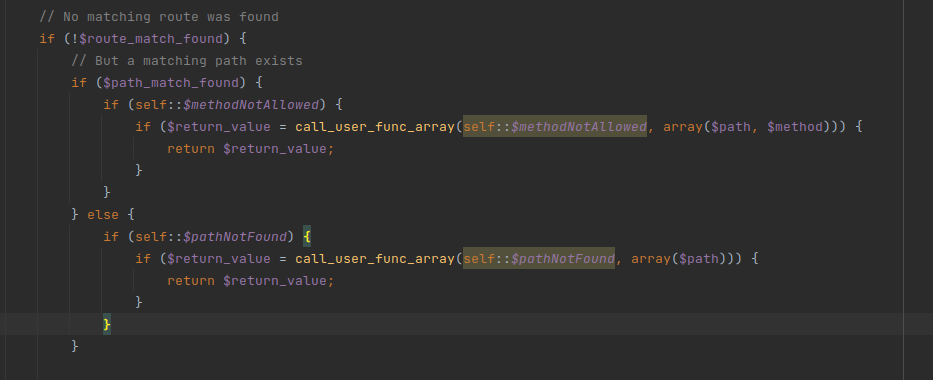 // No matching route was found
if (!$route_match_found) {
// But a matching path exists
if ($path_match_found) {
if (self::$methodNotAllowed) {
if ($return_value = call_user_func_array(self::$methodNotAllowed, array($path, $method))) {
return $return_value;
}
}
} else {
if (self::$pathNotFound) {
if ($return_value = call_user_func_array(self::$pathNotFound, array($path))) {
return $return_value;
}
}
}